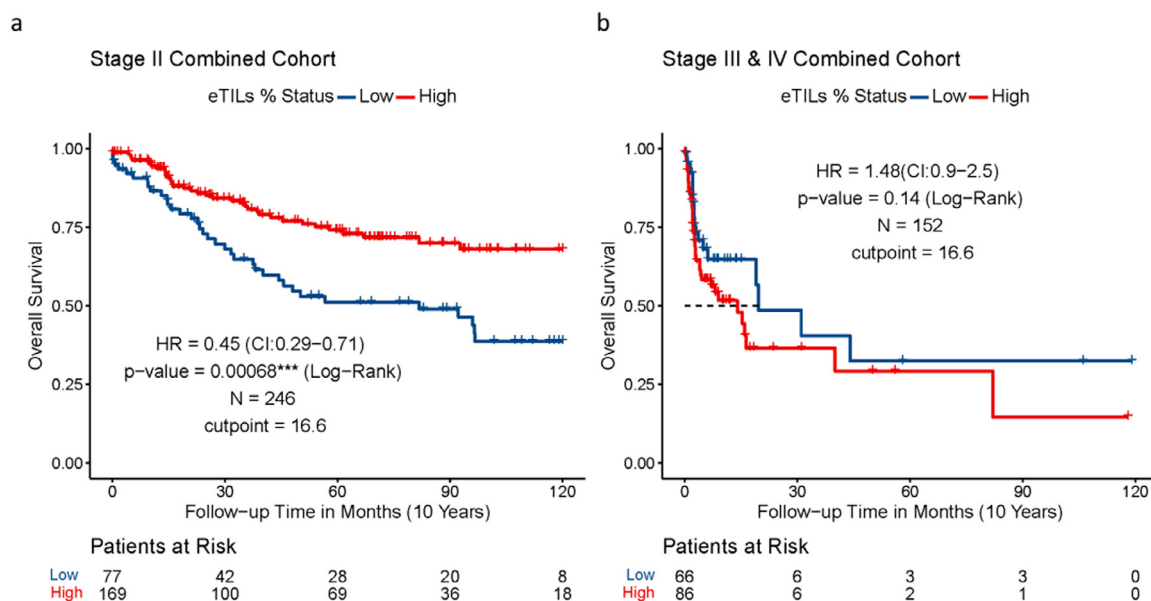 a
Stage II Combined Cohort
eTILs % Status Low High
1.00
0.75
0.50
0.25
0.00
Overall Survival
HR = 0.45 (CI:0.29−0.71)
p−value = 0.00068*** (Log−Rank)
N = 246
cutpoint = 16.6
0 30 60 90 120
Follow−up Time in Months (10 Years)
Patients at Risk
Low 77 42 28 20 8
High 169 100 69 36 18
b
Stage III & IV Combined Cohort
eTILs % Status Low High
1.00
0.75
0.50
0.25
0.00
Overall Survival
HR = 1.48(CI:0.9−2.5)
p−value = 0.14 (Log−Rank)
N = 152
cutpoint = 16.6
0 30 60 90 120
Follow−up Time in Months (10 Years)
Patients at Risk
Low 66 6 3 3 0
High 86 6 2 1 0